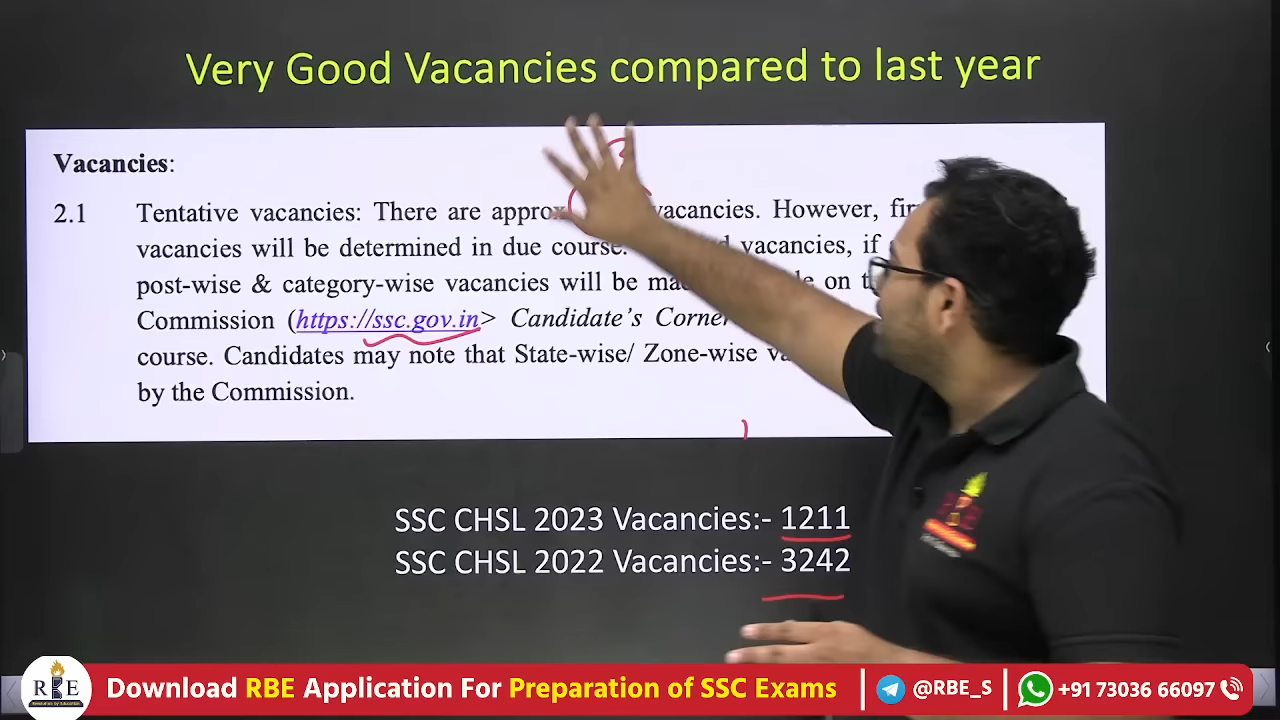 Very Good Vacancies compared to last year
Vacancies:
2.1 Tentative vacancies: There are approx vacancies. However,
vacancies will be determined in due course. vacancies, if
post-wise & category-wise vacancies will be on
Commission (https://ssc.gov.in> Candidate's Corner
course. Candidates may note that State-wise/ Zone-wise
by the Commission.
SSC CHSL 2023 Vacancies:- 1211
SSC CHSL 2022 Vacancies:- 3242
RBE
Download RBE Application For Preparation of SSC Exams
@RBE_S
+91 73036 66097